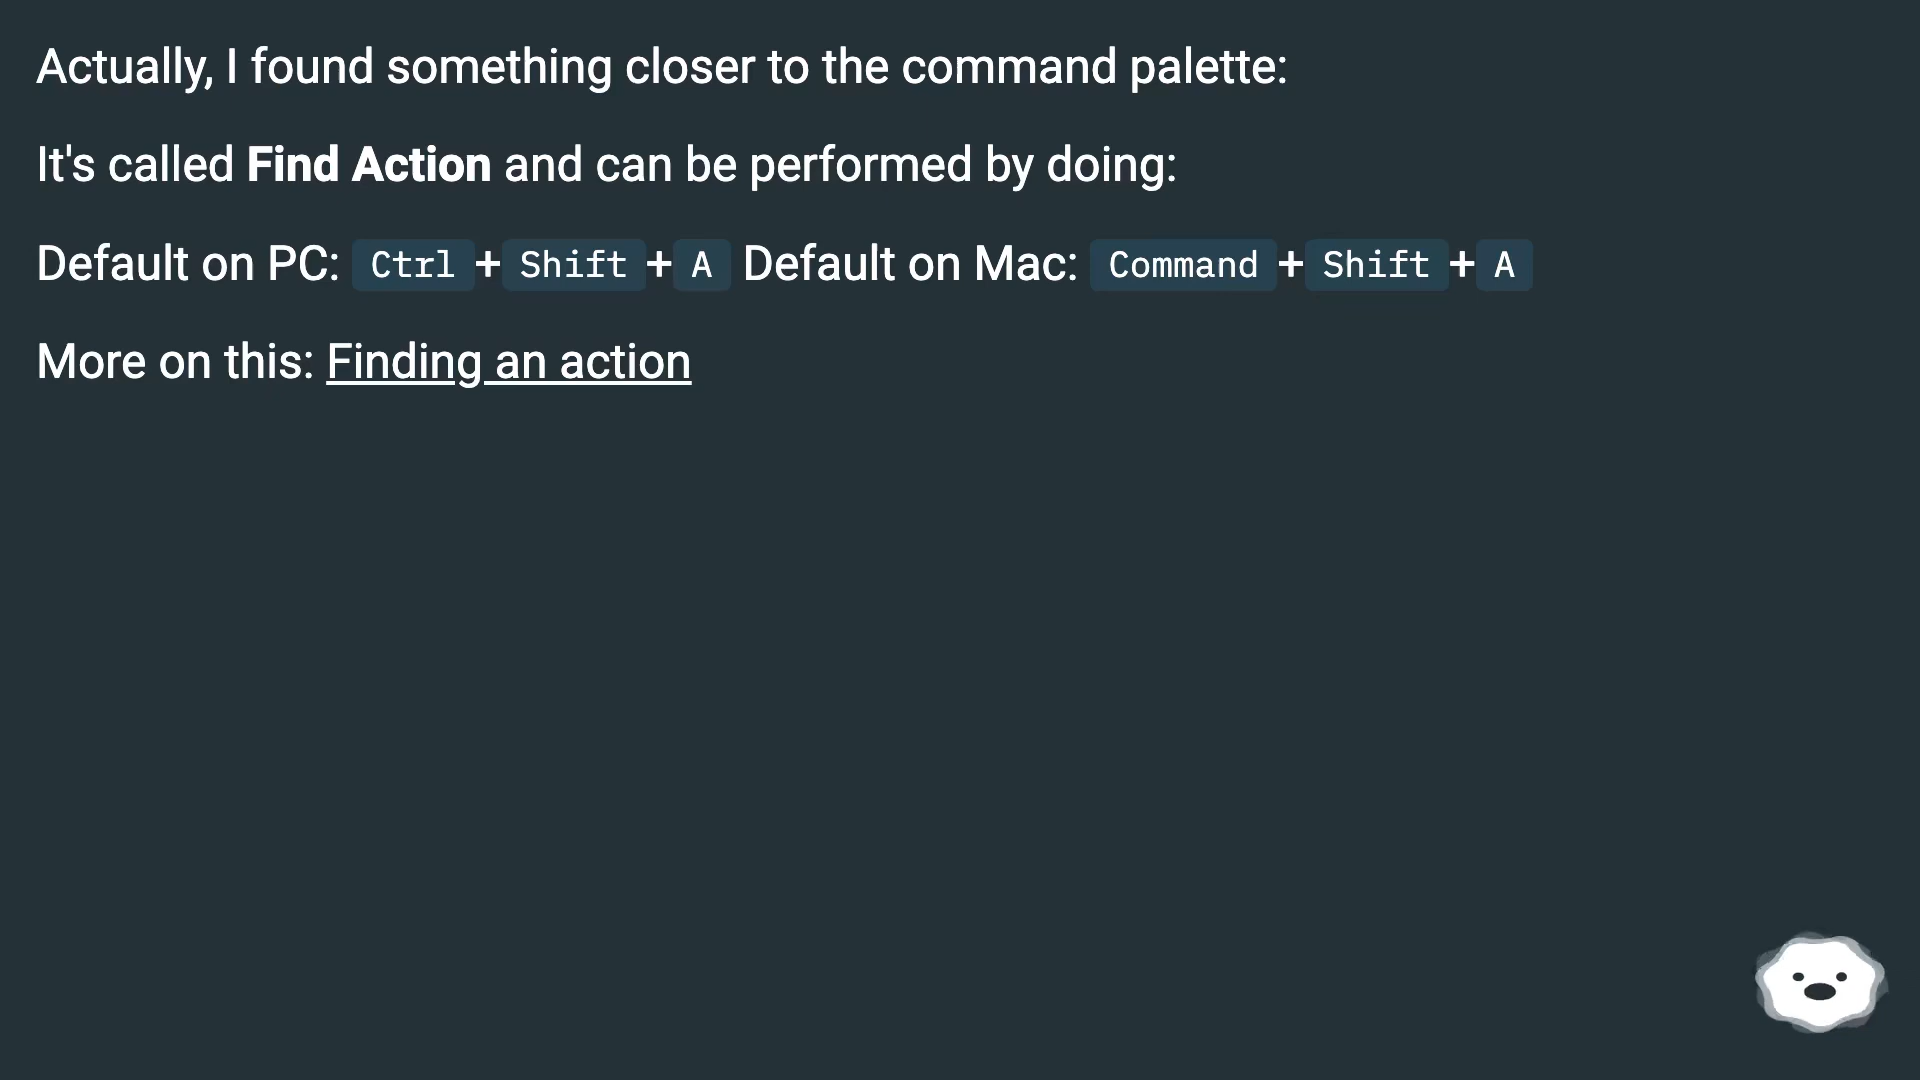 Actually, I found something closer to the command palette:
It's called Find Action and can be performed by doing:
Default on PC: Ctrl+Shift+A Default on Mac: Command+Shift+A
More on this: Finding an action